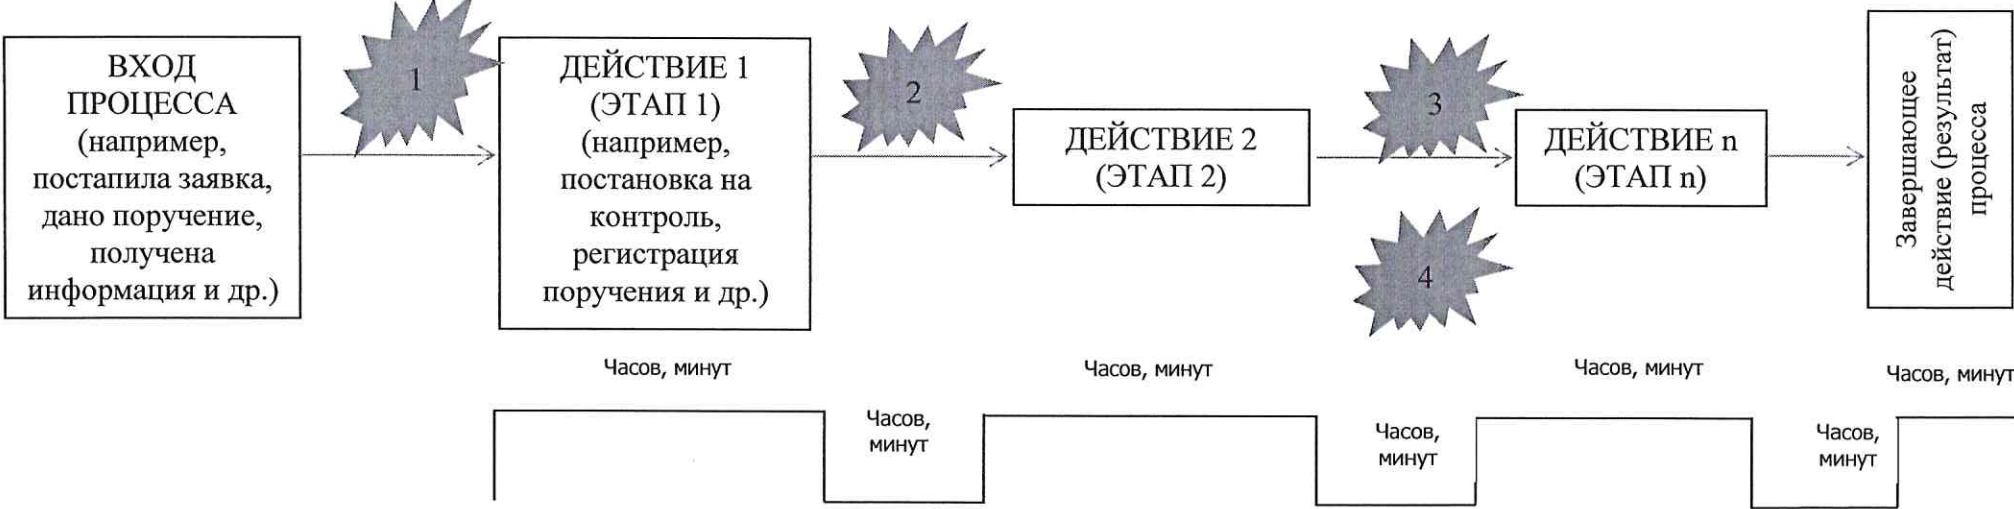 ВХОД
ПРОЦЕССА
(например,
постапила заявка,
дано поручение,
получена
информация и др.)
1
ДЕЙСТВИЕ 1
(ЭТАП 1)
(например,
постановка на
контроль,
регистрация
поручения и др.)
2
ДЕЙСТВИЕ 2
(ЭТАП 2)
3
4
ДЕЙСТВИЕ n
(ЭТАП n)
Завершающее
действие (результат)
процесса
Часов, минут
Часов, минут
Часов, минут
Часов, минут
Часов,
минут
Часов,
минут
Часов,
минут